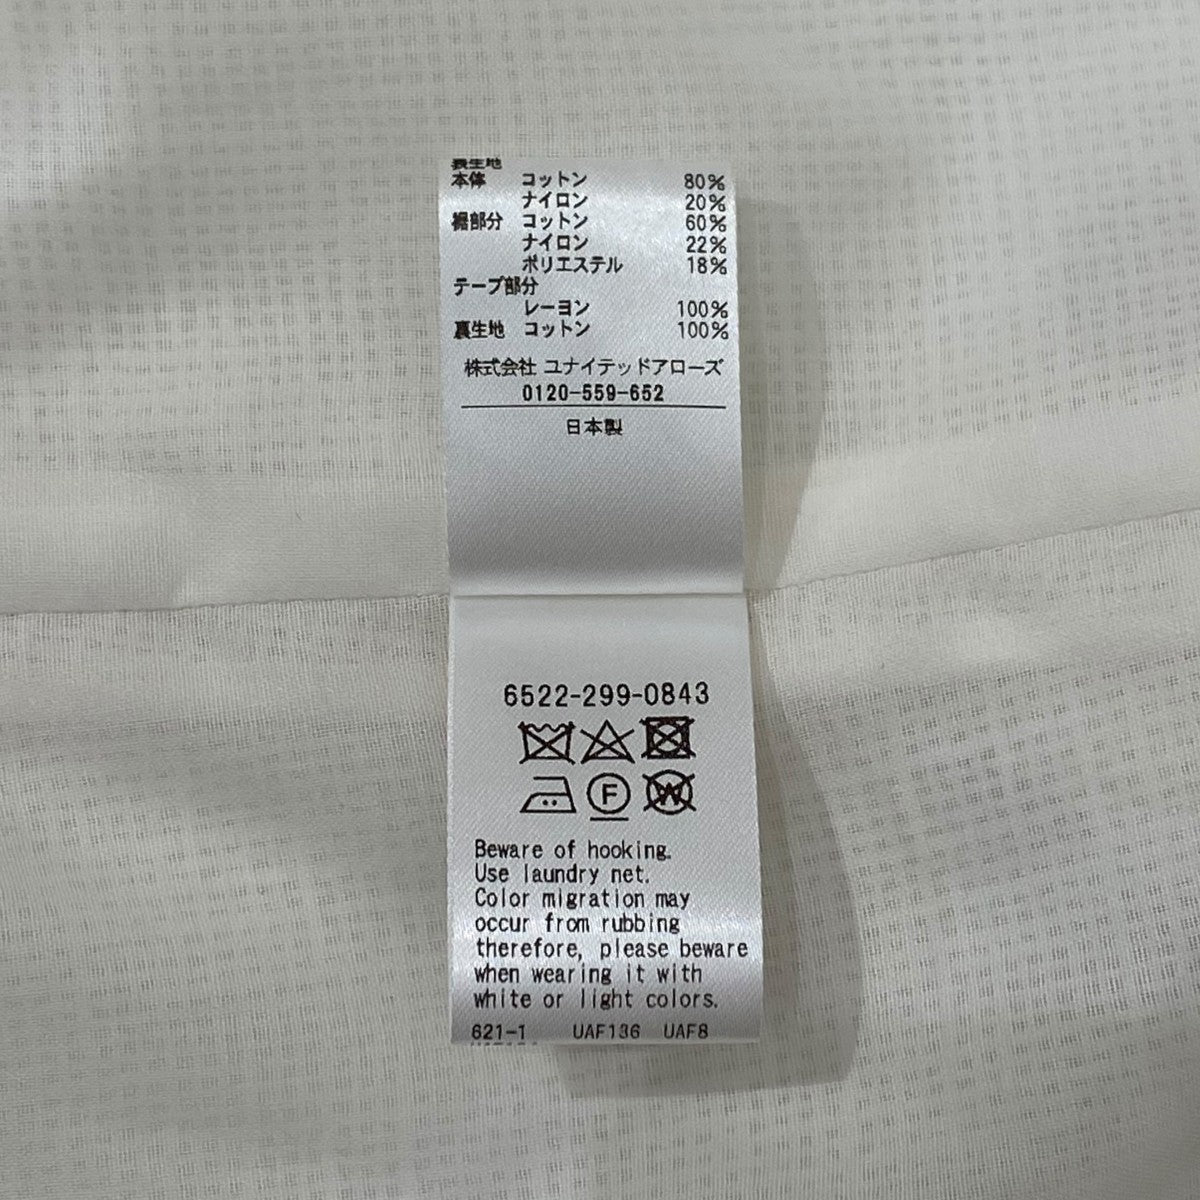 本体 コットン 80%
ナイロン 20%
裾部分 コットン 60%
ナイロン 22%
ポリエステル 18%
テープ部分
レーヨン 100%
裏生地 コットン 100%
株式会社 ユナイテッドアローズ
0120-559-652
日本製
6522-299-0843
F
W
Beware of hooking.
Use laundry net.
Color migration may
occur from rubbing
therefore, please beware
when wearing it with
white or light colors.
621-1 UAF136 UAF8